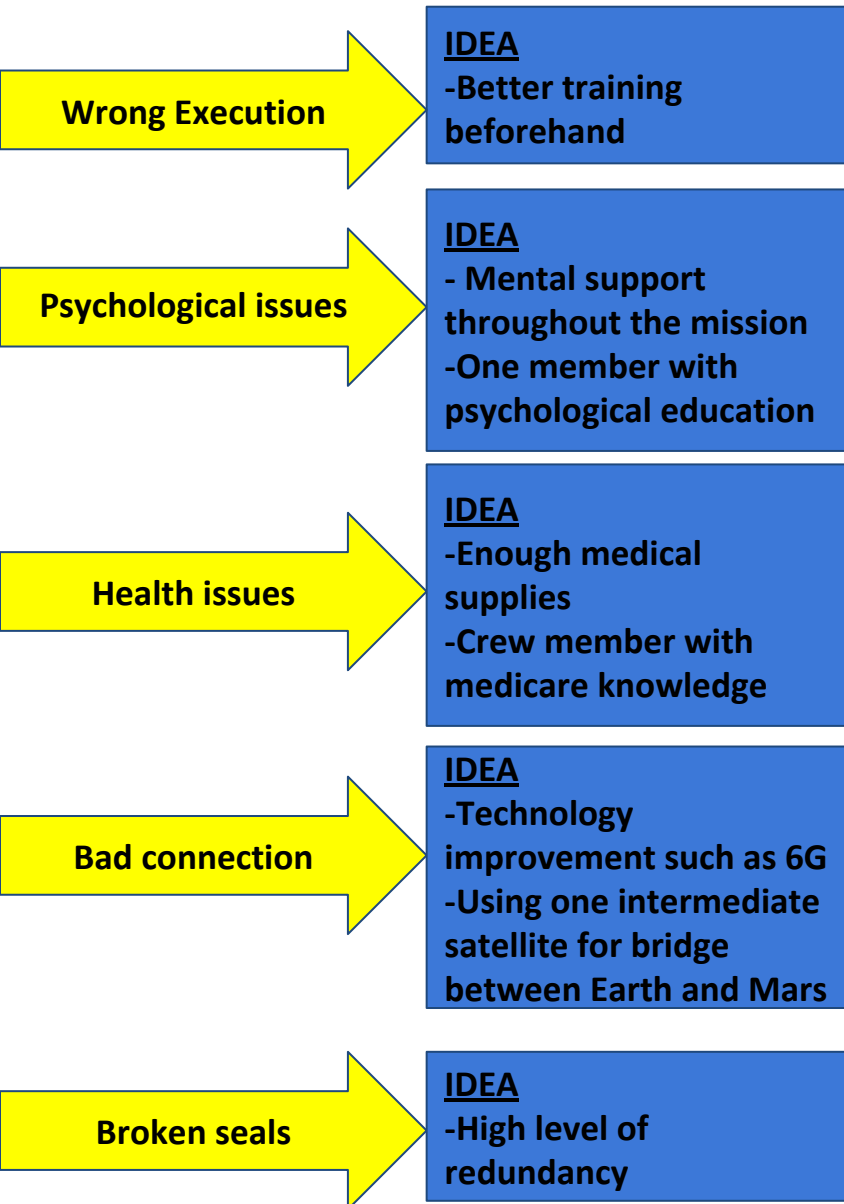 Wrong Execution
IDEA
-Better training
beforehand
Psychological issues
IDEA
- Mental support
throughout the mission
-One member with
psychological education
Health issues
IDEA
-Enough medical
supplies
-Crew member with
medicare knowledge
Bad connection
IDEA
-Technology
improvement such as 6G
-Using one intermediate
satellite for bridge
between Earth and Mars
Broken seals
IDEA
-High level of
redundancy